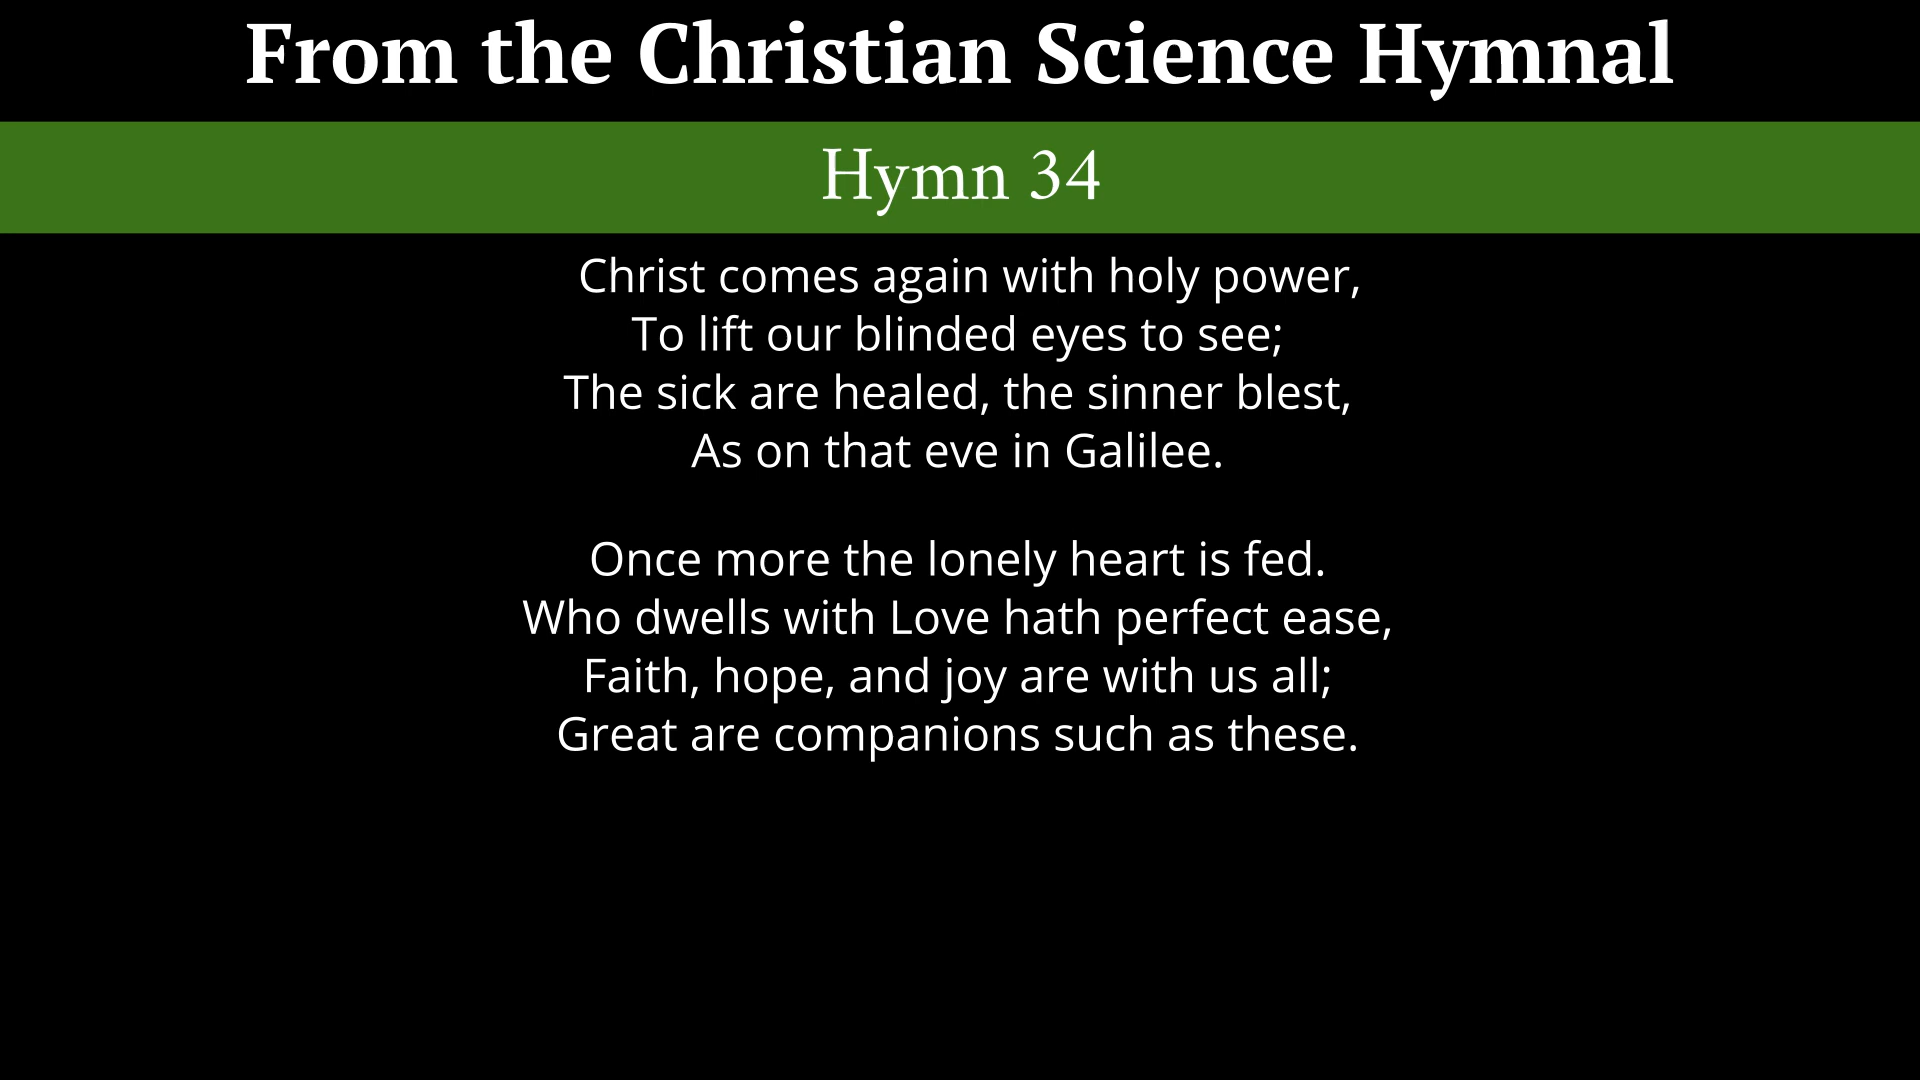 From the Christian Science Hymnal
Hymn 34
Christ comes again with holy power,
To lift our blinded eyes to see;
The sick are healed, the sinner blest,
As on that eve in Galilee.
Once more the lonely heart is fed.
Who dwells with Love hath perfect ease,
Faith, hope, and joy are with us all;
Great are companions such as these.